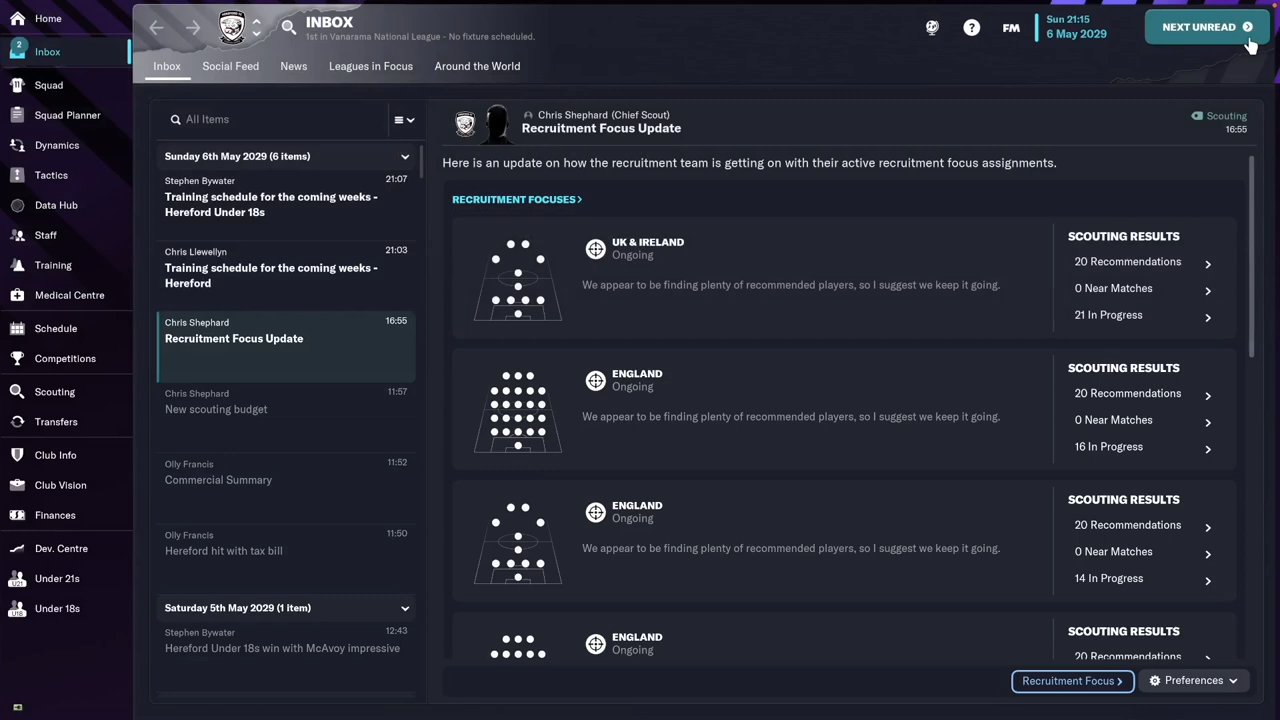 Home
2
Inbox
Squad
Squad Planner
Dynamics
Tactics
Data Hub
Staff
Training
Medical Centre
Schedule
Competitions
Scouting
Transfers
Club Info
Club Vision
Finances
Dev. Centre
U21
Under 21s
U18
Under 18s
INBOX
1st in Vanarama National League - No fixture scheduled.
FM
Sun 21:15
6 May 2029
NEXT UNREAD
Inbox
Social Feed
News
Leagues in Focus
Around the World
All Items
Sunday 6th May 2029 (6 items)
Stephen Bywater
21:07
Training schedule for the coming weeks -
Hereford Under 18s
Chris Llewellyn
21:03
Training schedule for the coming weeks -
Hereford
Chris Shephard
16:55
Recruitment Focus Update
Chris Shephard
11:57
New scouting budget
Olly Francis
11:52
Commercial Summary
Olly Francis
11:50
Hereford hit with tax bill
Saturday 5th May 2029 (1 item)
Stephen Bywater
12:43
Hereford Under 18s win with McAvoy impressive
Chris Shephard (Chief Scout)
Recruitment Focus Update
Scouting
16:55
Here is an update on how the recruitment team is getting on with their active recruitment focus assignments.
RECRUITMENT FOCUSES
UK & IRELAND
Ongoing
We appear to be finding plenty of recommended players, so I suggest we keep it going.
SCOUTING RESULTS
20 Recommendations
0 Near Matches
21 In Progress
ENGLAND
Ongoing
We appear to be finding plenty of recommended players, so I suggest we keep it going.
SCOUTING RESULTS
20 Recommendations
0 Near Matches
16 In Progress
ENGLAND
Ongoing
We appear to be finding plenty of recommended players, so I suggest we keep it going.
SCOUTING RESULTS
20 Recommendations
0 Near Matches
14 In Progress
ENGLAND
Ongoing
SCOUTING RESULTS
20 Recommendations
Recruitment Focus
Preferences